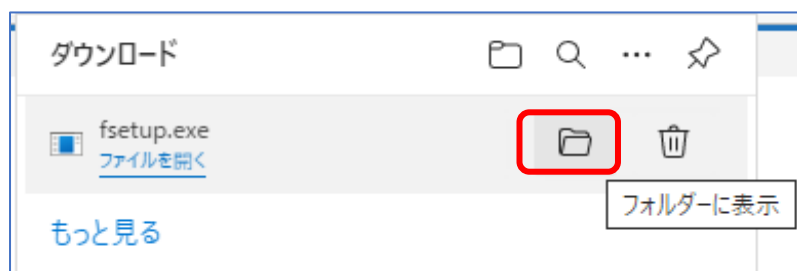 ダウンロード
fsetup.exe
ファイルを開く
フォルダーに表示
もっと見る